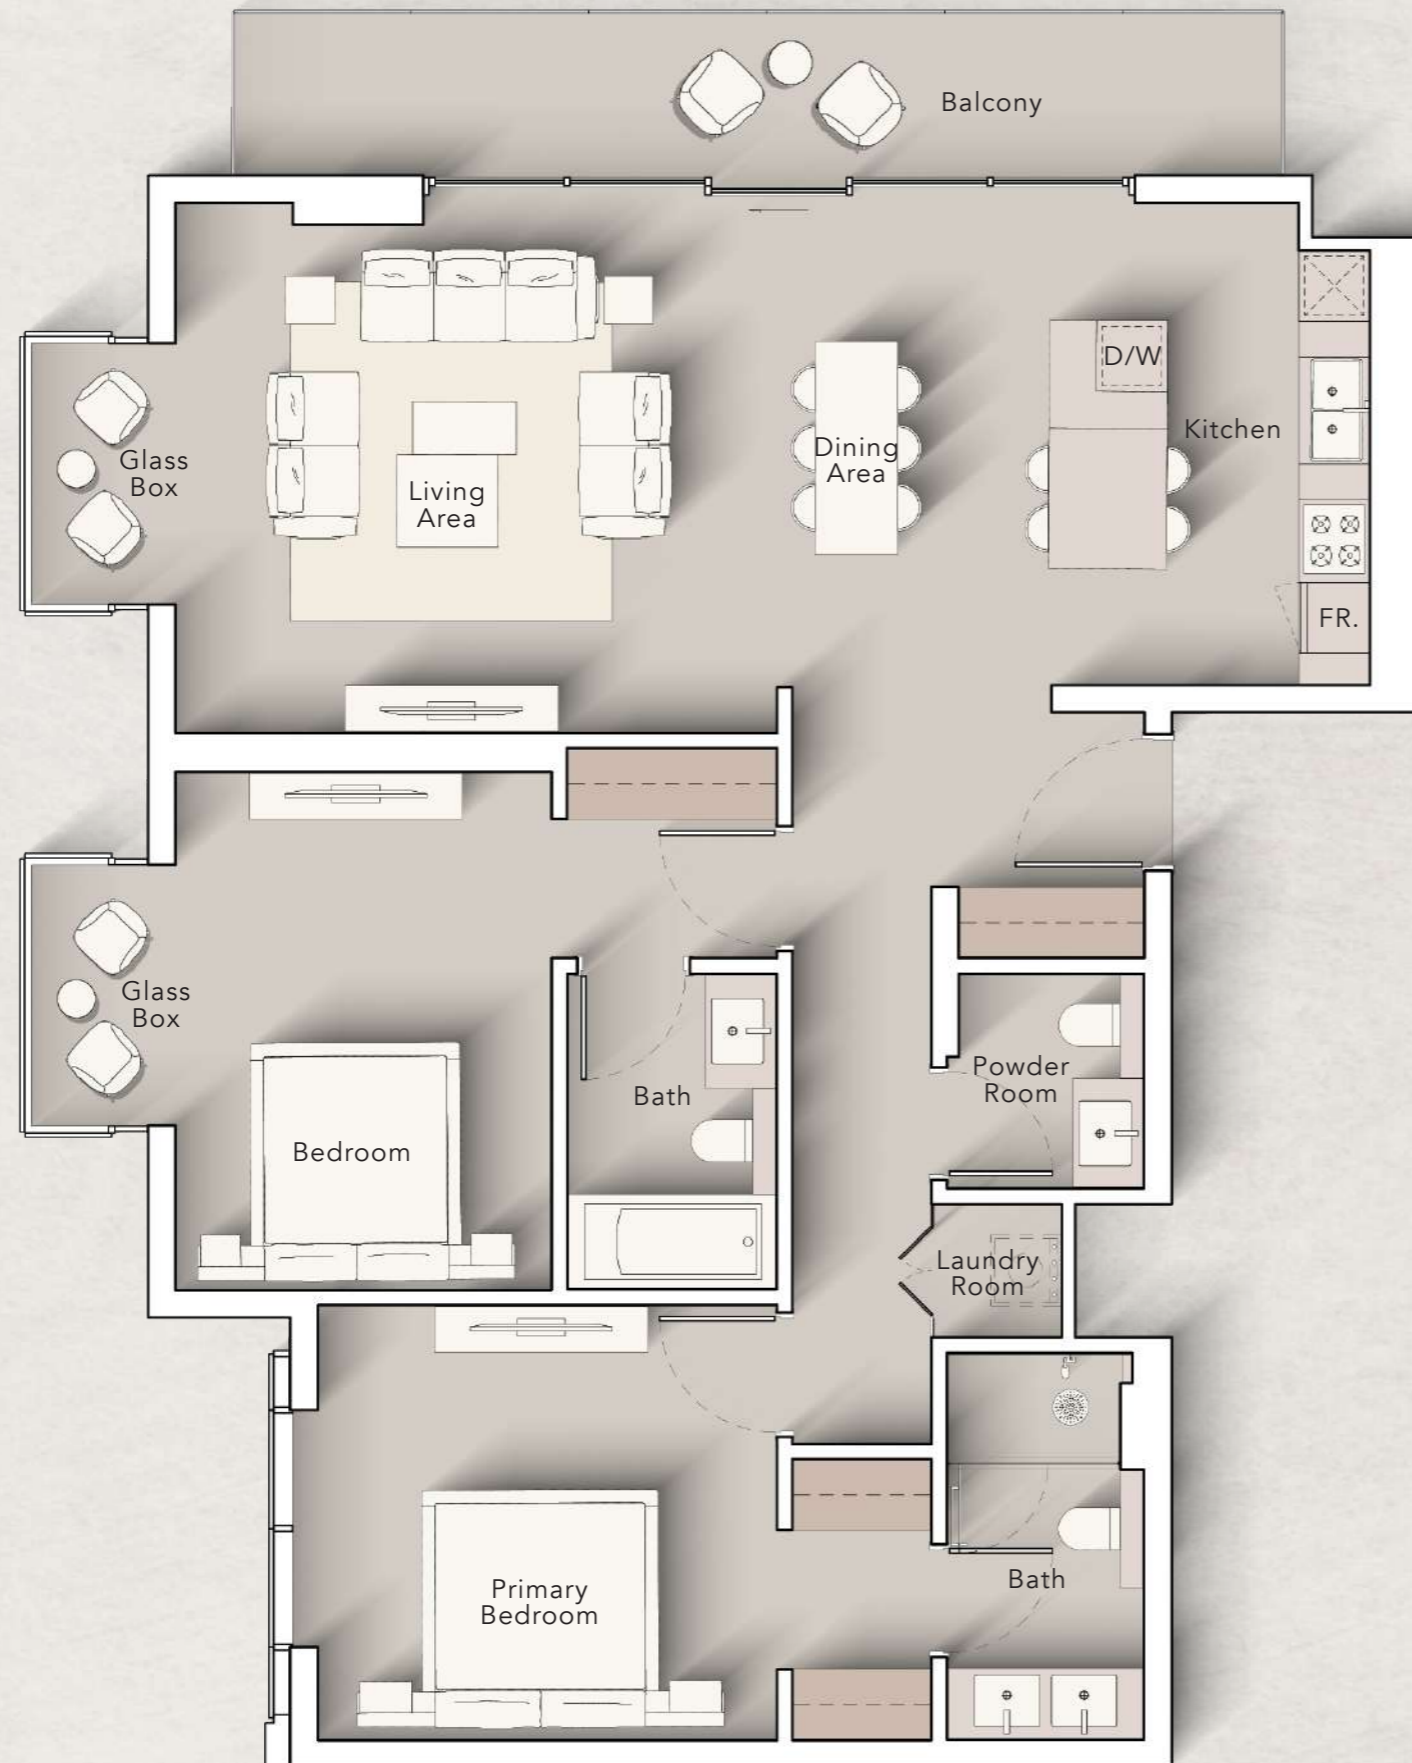 Balcony
D/W
Kitchen
Dining
Area
Glass
Box
Living
Area
FR.
Glass
Box
Powder
Room
Bath
Bedroom
Laundry
Room
Primary
Bedroom
Bath